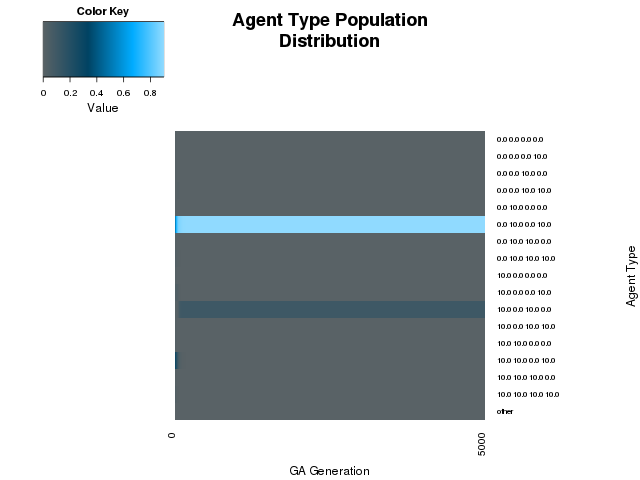 Color Key
0 0.2 0.4 0.6 0.8
Value
Agent Type Population
Distribution
0.0 0.0 0.0 0.0
0.0 0.0 0.0 10.0
0.0 0.0 10.0 0.0
0.0 0.0 10.0 10.0
0.0 10.0 0.0 0.0
0.0 10.0 0.0 10.0
0.0 10.0 10.0 0.0
0.0 10.0 10.0 10.0
10.0 0.0 0.0 0.0
10.0 0.0 0.0 10.0
10.0 0.0 10.0 0.0
10.0 0.0 10.0 10.0
10.0 10.0 0.0 0.0
10.0 10.0 0.0 10.0
10.0 10.0 10.0 0.0
10.0 10.0 10.0 10.0
other
Agent Type
0 5000
GA Generation